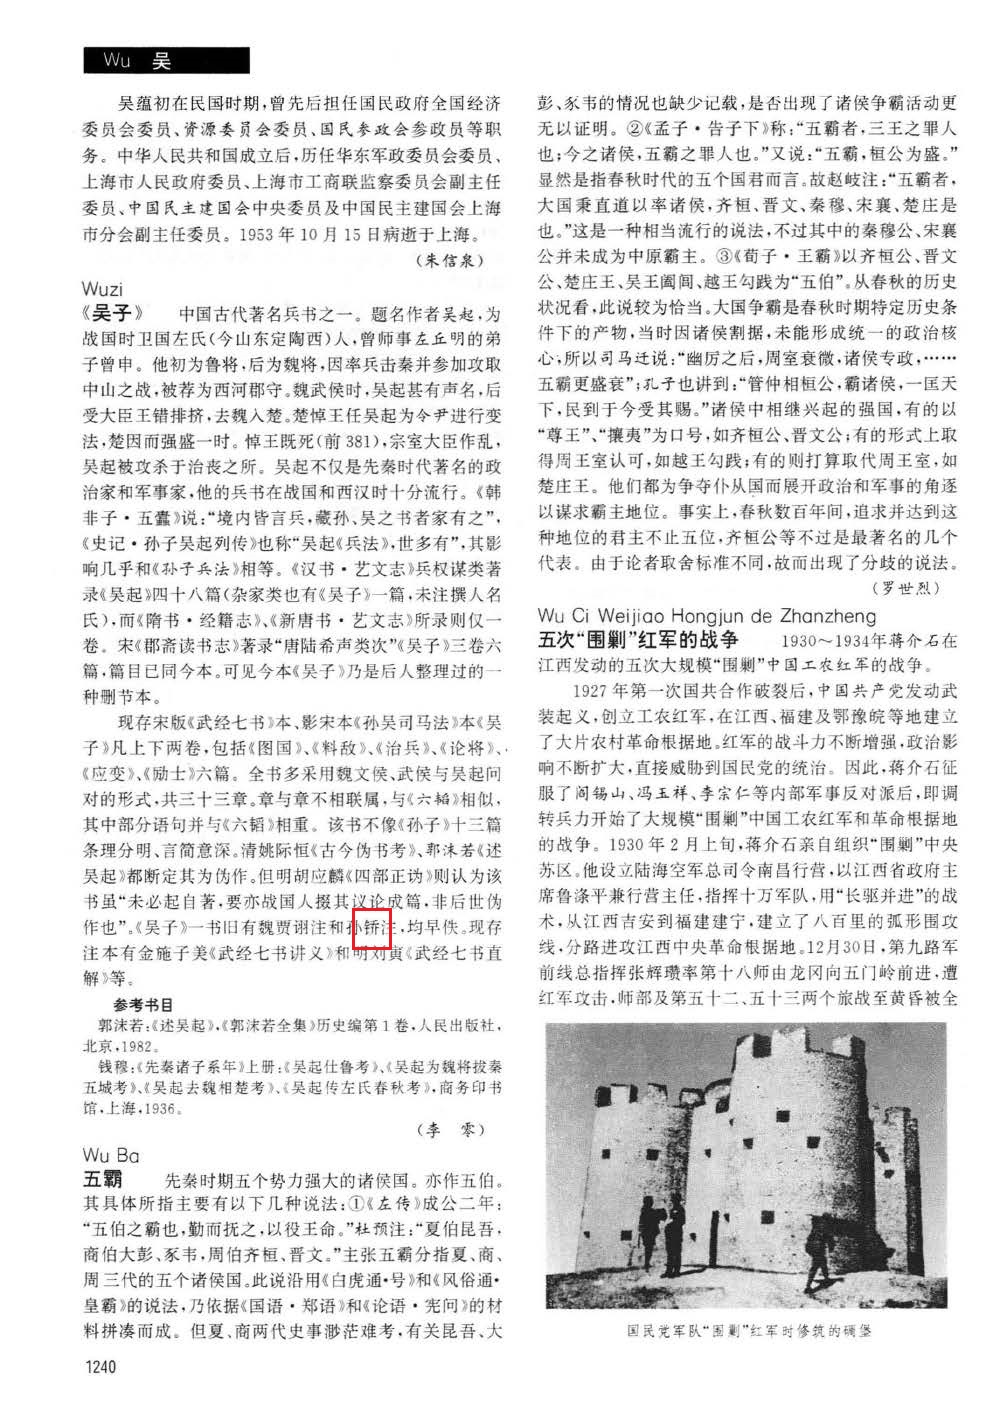 Wu 吴
吴蕴初在民国时期,曾先后担任国民政府全国经济
委员会委员、资源委员会委员、国民参政会参政员等职
务。中华人民共和国成立后,历任华东军政委员会委员、
上海市人民政府委员、上海市工商联监察委员会副主任
委员、中国民主建国会中央委员及中国民主建国会上海
市分会副主任委员。1953年10月15日病逝于上海。
(朱信泉)
Wuzi
《吴子》 中国古代著名兵书之一。题名作者吴起,为
战国时卫国左氏(今山东定陶西)人,曾师事左丘明的弟
子曾申。他初为鲁将,后为魏将,因率兵击秦并参加攻取
中山之战,被荐为西河郡守。魏武侯时,吴起甚有声名,后
受大臣王错排挤,去魏入楚。楚悼王任吴起为令尹进行变
法,楚因而强盛一时。悼王既死(前381),宗室大臣作乱,
吴起被攻杀于治丧之所。吴起不仅是先秦时代著名的政
治家和军事家,他的兵书在战国和西汉时十分流行。《韩
非子·五蠹》说:“境内皆言兵,藏孙、吴之书者家有之”,
《史记·孙子吴起列传》也称“吴起《兵法》,世多有”,其影
响几乎和《孙子兵法》相等。《汉书·艺文志》兵权谋类著
录《吴起》四十八篇(杂家类也有《吴子》一篇,未注撰人名
氏),而《隋书·经籍志》、《新唐书·艺文志》所录则仅一
卷。宋《郡斋读书志》著录“唐陆希声类次”《吴子》三卷六
篇,篇目已同今本。可见今本《吴子》乃是后人整理过的一
种删节本。
现存宋版《武经七书》本、影宋本《孙吴司马法》本《吴
子》凡上下两卷,包括《图国》、《料敌》、《治兵》、《论将》、
《应变》、《励士》六篇。全书多采用魏文侯、武侯与吴起问
对的形式,共三十三章。章与章不相联属,与《六韬》相似,
其中部分语句并与《六韬》相重。该书不像《孙子》十三篇
条理分明、言简意深。清姚际恒《古今伪书考》、郭沫若《述
吴起》都断定其为伪作。但明胡应麟《四部正讹》则认为该
书虽“未必起自著,要亦战国人掇其议论成篇,非后世伪
作也”。《吴子》一书旧有魏贾诩注和孙铞注,均早佚。现存
注本有金施子美《武经七书讲义》和明刘寅《武经七书直
解》等。
参考书目
郭沫若:《述吴起》,《郭沫若全集》历史编第1卷,人民出版社,
北京,1982。
钱穆:《先秦诸子系年》上册:《吴起仕鲁考》、《吴起为魏将拔秦
五城考》、《吴起去魏相楚考》、《吴起传左氏春秋考》,商务印书
馆,上海,1936。
(李 零)
Wu Ba
五霸 先秦时期五个势力强大的诸侯国。亦作五伯。
其具体所指主要有以下几种说法:①《左传》成公二年:
“五伯之霸也,勤而抚之,以役王命。”杜预注:“夏伯昆吾,
商伯大彭、豕韦,周伯齐桓、晋文。”主张五霸分指夏、商、
周三代的五个诸侯国。此说沿用《白虎通·号》和《风俗通·
皇霸》的说法,乃依据《国语·郑语》和《论语·宪问》的材
料拼凑而成。但夏、商两代史事渺茫难考,有关昆吾、大
1240
彭、豕韦的情况也缺少记载,是否出现了诸侯争霸活动更
无以证明。②《孟子·告子下》称:“五霸者,三王之罪人
也;今之诸侯,五霸之罪人也。”又说:“五霸,桓公为盛。”
显然是指春秋时代的五个国君而言。故赵岐注:“五霸者,
大国秉直道以率诸侯,齐桓、晋文、秦穆、宋襄、楚庄是
也。”这是一种相当流行的说法,不过其中的秦穆公、宋襄
公并未成为中原霸主。③《荀子·王霸》以齐桓公、晋文
公、楚庄王、吴王阖闾、越王勾践为“五伯”。从春秋的历史
状况看,此说较为恰当。大国争霸是春秋时期特定历史条
件下的产物,当时因诸侯割据,未能形成统一的政治核
心,所以司马迁说:“幽厉之后,周室衰微,诸侯专政,……
五霸更盛衰”;孔子也讲到:“管仲相桓公,霸诸侯,一匡天
下,民到于今受其赐。”诸侯中相继兴起的强国,有的以
“尊王”、“攘夷”为口号,如齐桓公、晋文公;有的形式上取
得周王室认可,如越王勾践;有的则打算取代周王室,如
楚庄王。他们都为争夺仆从国而展开政治和军事的角逐
以谋求霸主地位。事实上,春秋数百年间,追求并达到这
种地位的君主不止五位,齐桓公等不过是最著名的几个
代表。由于论者取舍标准不同,故而出现了分歧的说法。
(罗世烈)
Wu Ci Weijiao Hongjun de Zhanzheng
五次“围剿”红军的战争 1930～1934年蒋介石在
江西发动的五次大规模“围剿”中国工农红军的战争。
1927年第一次国共合作破裂后,中国共产党发动武
装起义,创立工农红军,在江西、福建及鄂豫皖等地建立
了大片农村革命根据地。红军的战斗力不断增强,政治影
响不断扩大,直接威胁到国民党的统治。因此,蒋介石征
服了阎锡山、冯玉祥、李宗仁等内部军事反对派后,即调
转兵力开始了大规模“围剿”中国工农红军和革命根据地
的战争。1930年2月上旬,蒋介石亲自组织“围剿”中央
苏区。他设立陆海空军总司令南昌行营,以江西省政府主
席鲁涤平兼行营主任,指挥十万军队,用“长驱并进”的战
术,从江西吉安到福建建宁,建立了八百里的弧形围攻
线,分路进攻江西中央革命根据地。12月30日,第九路军
前线总指挥张辉瓒率第十八师由龙冈向五门岭前进,遭
红军攻击,师部及第五十二、五十三两个旅战至黄昏被全
国民党军队“围剿”红军时修筑的碉堡